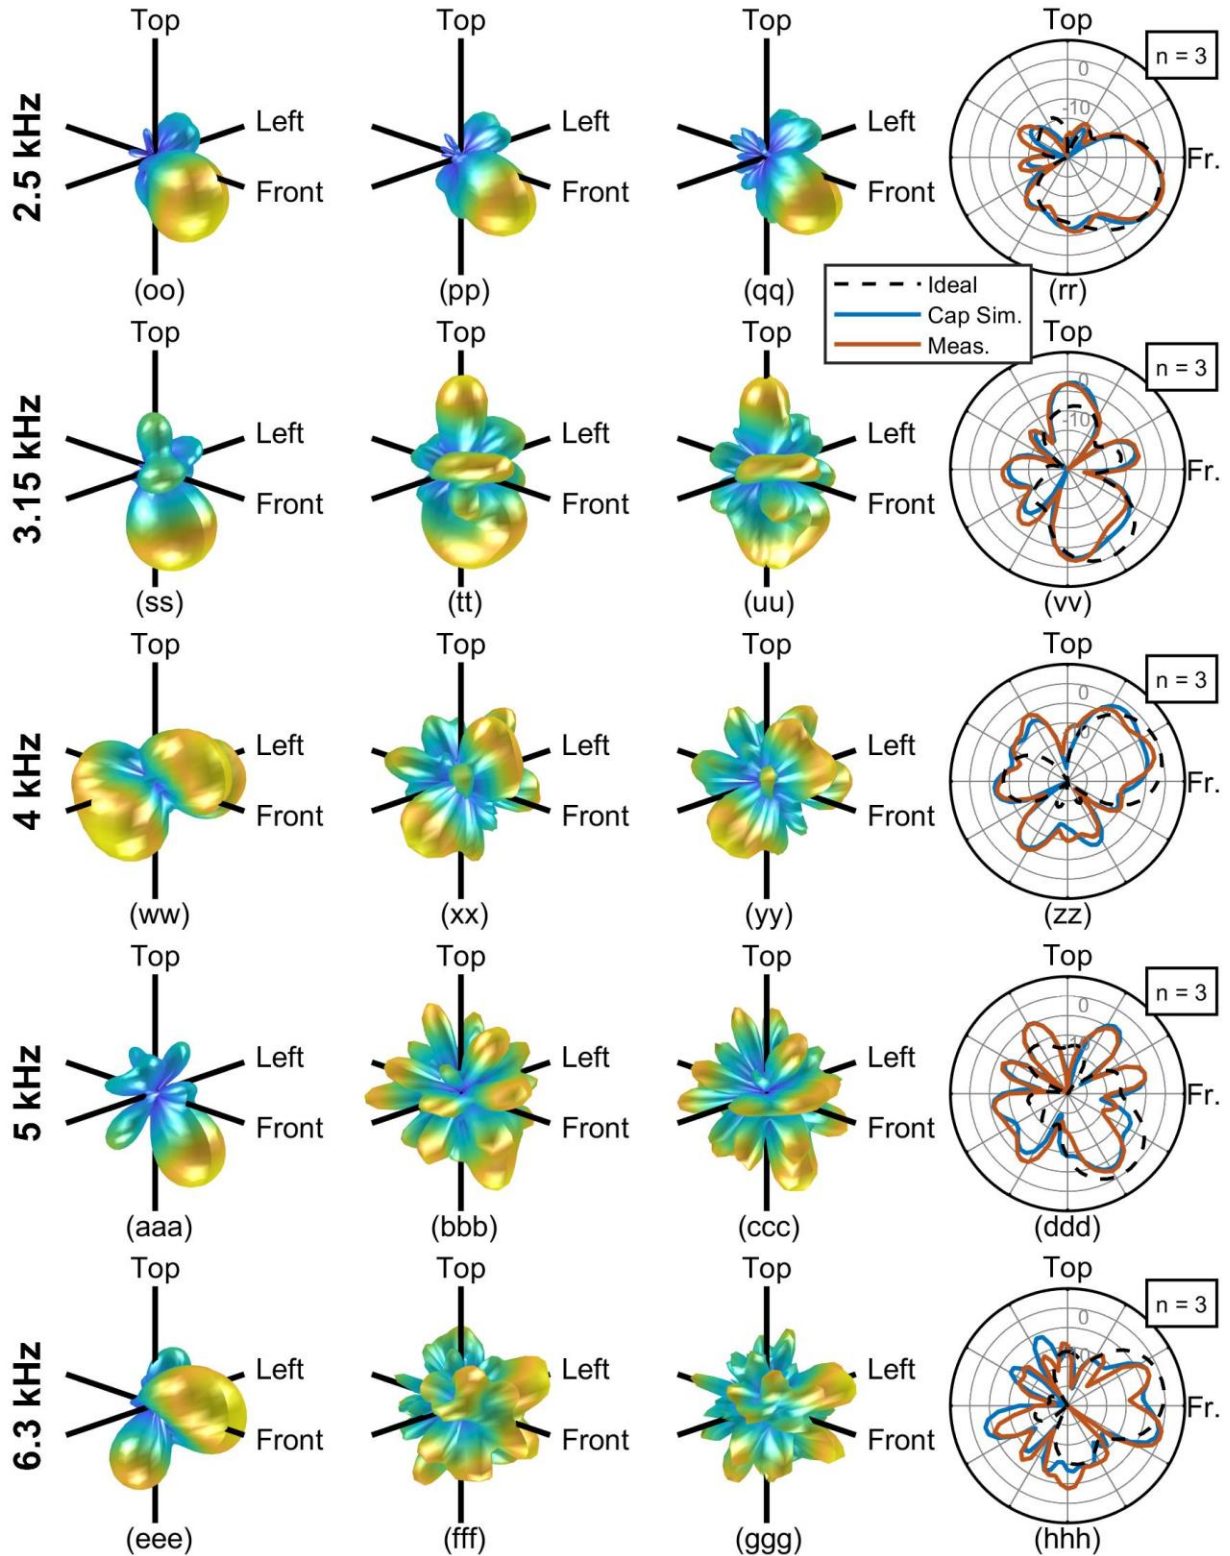 Top Top Top Top
n = 3
0
-10
2.5 kHz
Left Left Left
Fr.
Front Front Front
(oo) (pp) (qq) (rr)
Ideal
Cap Sim.
Meas.
Top Top Top Top
n = 3
0
-10
3.15 kHz
Left Left Left
Fr.
Front Front Front
(ss) (tt) (uu) (vv)
Top Top Top Top
n = 3
0
4 kHz
Left Left Left
Fr.
Front Front Front
(ww) (xx) (yy) (zz)
Top Top Top Top
n = 3
0
5 kHz
Left Left Left
Fr.
Front Front Front
(aaa) (bbb) (ccc) (ddd)
Top Top Top Top
n = 3
0
6.3 kHz
Left Left Left
Fr.
Front Front Front
(eee) (fff) (ggg) (hhh)